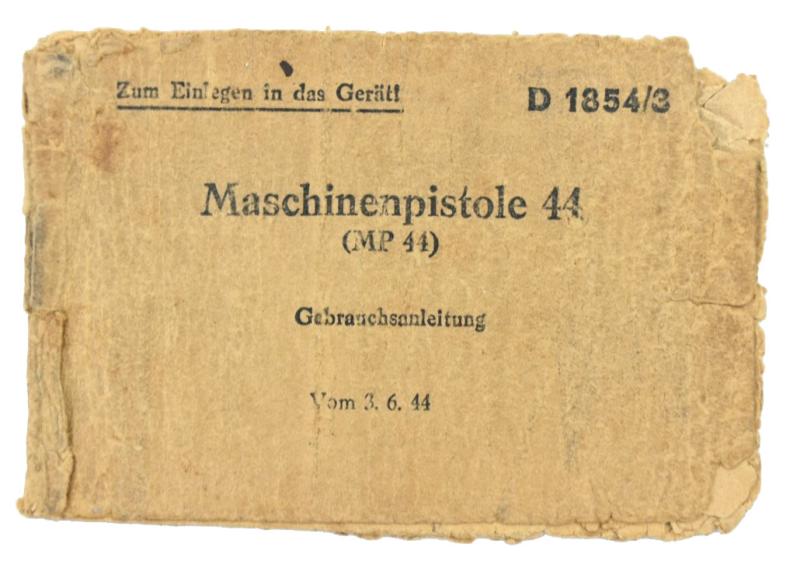 Zum Einlegen in das Gerät!
D 1854/3
Maschinenpistole 44
(MP 44)
Gebrauchsanleitung
Vom 3. 6. 44